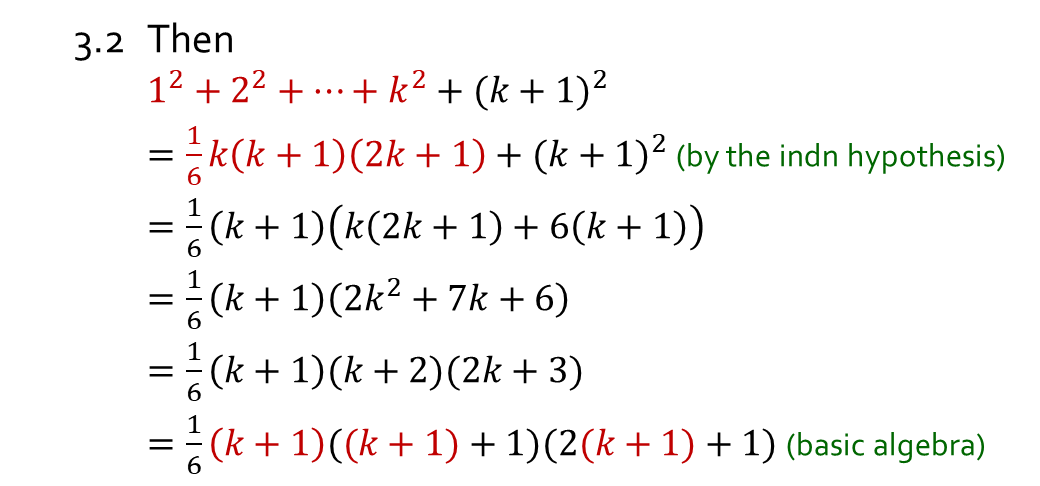 3.2 Then
1² + 2² + ⋯ + k² + (k + 1)²
= 1/6 k(k + 1)(2k + 1) + (k + 1)² (by the indn hypothesis)
= 1/6 (k + 1)(k(2k + 1) + 6(k + 1))
= 1/6 (k + 1)(2k² + 7k + 6)
= 1/6 (k + 1)(k + 2)(2k + 3)
= 1/6 (k + 1)((k + 1) + 1)(2(k + 1) + 1) (basic algebra)